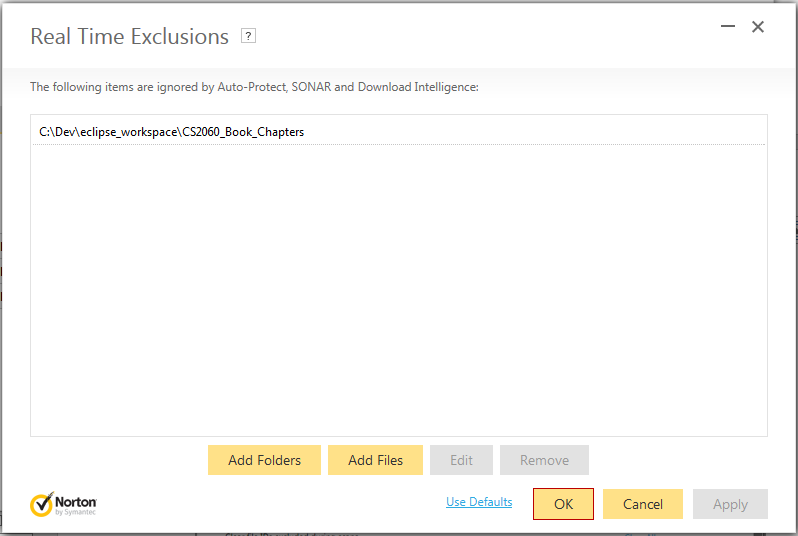 Real Time Exclusions ?
The following items are ignored by Auto-Protect, SONAR and Download Intelligence:
C:\Dev\eclipse_workspace\CS2060_Book_Chapters
Add Folders Add Files Edit Remove
Norton
by Symantec
Use Defaults OK Cancel Apply